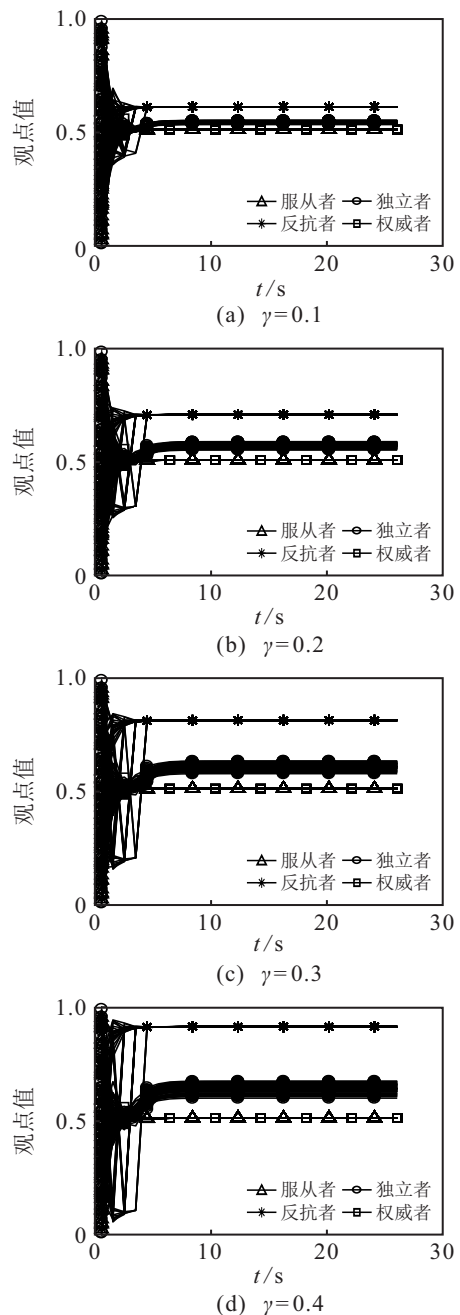 1.0
观点值
0.5
△ 服从者 ○ 独立者
* 反抗者 □ 权威者
0
0 10 20 30
t/s
(a) γ=0.1
1.0
观点值
0.5
△ 服从者 ○ 独立者
* 反抗者 □ 权威者
0
0 10 20 30
t/s
(b) γ=0.2
1.0
观点值
0.5
△ 服从者 ○ 独立者
* 反抗者 □ 权威者
0
0 10 20 30
t/s
(c) γ=0.3
1.0
观点值
0.5
△ 服从者 ○ 独立者
* 反抗者 □ 权威者
0
0 10 20 30
t/s
(d) γ=0.4